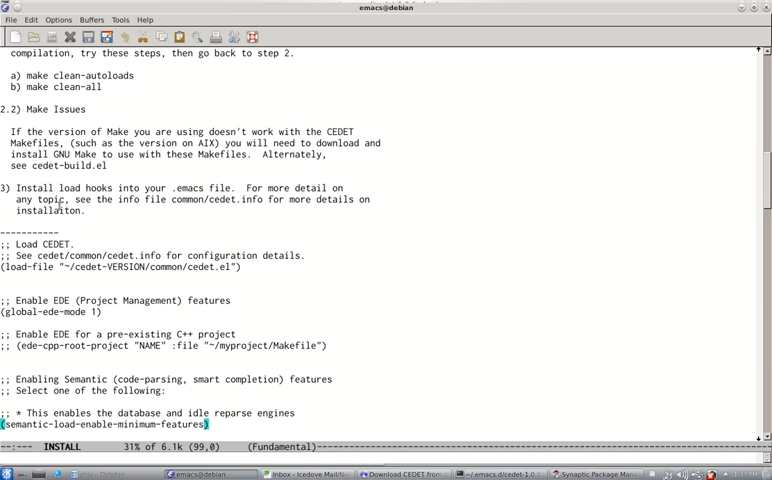 emacs@debian
File Edit Options Buffers Tools Help
compilation, try these steps, then go back to step 2.
a) make clean-autoloads
b) make clean-all
2.2) Make Issues
If the version of Make you are using doesn't work with the CEDET
Makefiles, (such as the version on AIX) you will need to download and
install GNU Make to use with these Makefiles. Alternately,
see cedet-build.el
3) Install load hooks into your .emacs file. For more detail on
any topic, see the info file common/cedet.info for more details on
installaiton.
-----------
;; Load CEDET.
;; See cedet/common/cedet.info for configuration details.
(load-file "~/cedet-VERSION/common/cedet.el")
;; Enable EDE (Project Management) features
(global-ede-mode 1)
;; Enable EDE for a pre-existing C++ project
;; (ede-cpp-root-project "NAME" :file "~/myproject/Makefile")
;; Enabling Semantic (code-parsing, smart completion) features
;; Select one of the following:
;; * This enables the database and idle reparse engines
(semantic-load-enable-minimum-features)
--:--- INSTALL 31% of 6.1k (99,0) (Fundamental)
emacs@debian Inbox - Icedove Mail/Ne Download CEDET from ~/.emacs.d/cedet-1.0 Synaptic Package Man